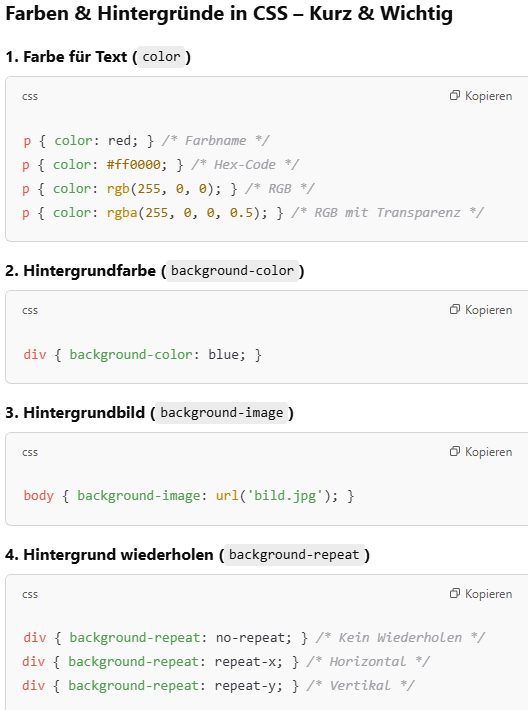 Farben & Hintergründe in CSS – Kurz & Wichtig
1. Farbe für Text ( color )
css
Kopieren
p { color: red; } /* Farbname */
p { color: #ff0000; } /* Hex-Code */
p { color: rgb(255, 0, 0); } /* RGB */
p { color: rgba(255, 0, 0, 0.5); } /* RGB mit Transparenz */
2. Hintergrundfarbe ( background-color )
css
Kopieren
div { background-color: blue; }
3. Hintergrundbild ( background-image )
css
Kopieren
body { background-image: url('bild.jpg'); }
4. Hintergrund wiederholen ( background-repeat )
css
Kopieren
div { background-repeat: no-repeat; } /* Kein Wiederholen */
div { background-repeat: repeat-x; } /* Horizontal */
div { background-repeat: repeat-y; } /* Vertikal */